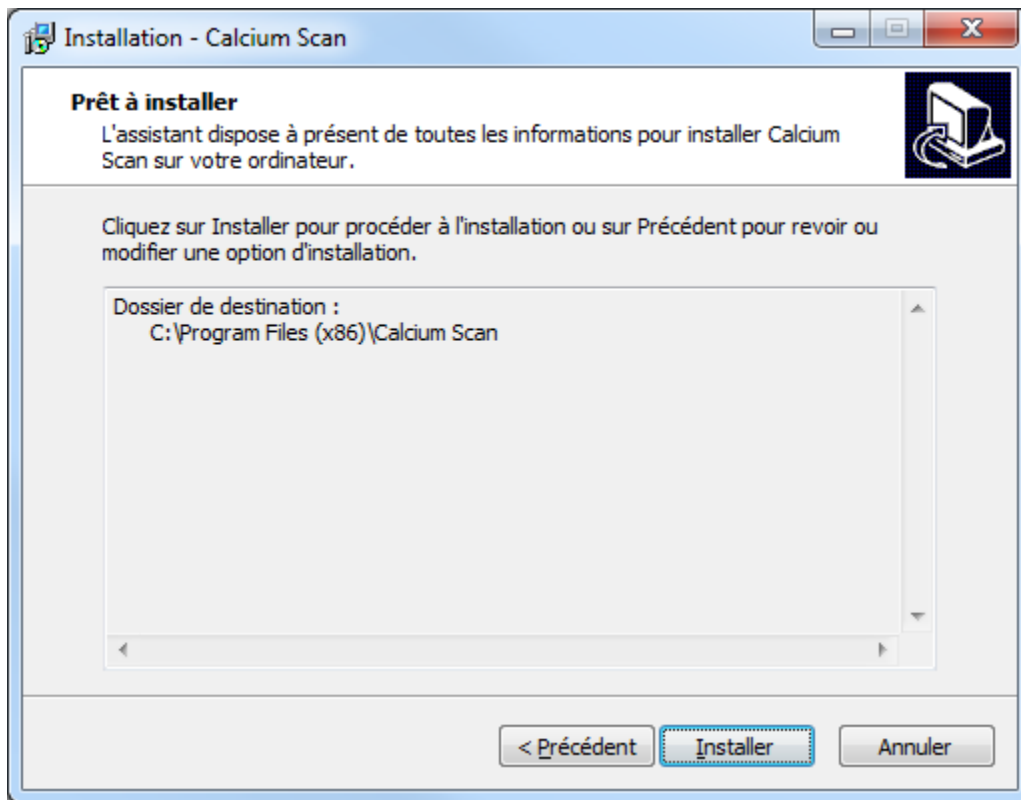 Installation - Calcium Scan
Prêt à installer
L'assistant dispose à présent de toutes les informations pour installer Calcium
Scan sur votre ordinateur.
Cliquez sur Installer pour procéder à l'installation ou sur Précédent pour revoir ou
modifier une option d'installation.
Dossier de destination :
C:\Program Files (x86)\Calcium Scan
< Précédent
Installer
Annuler